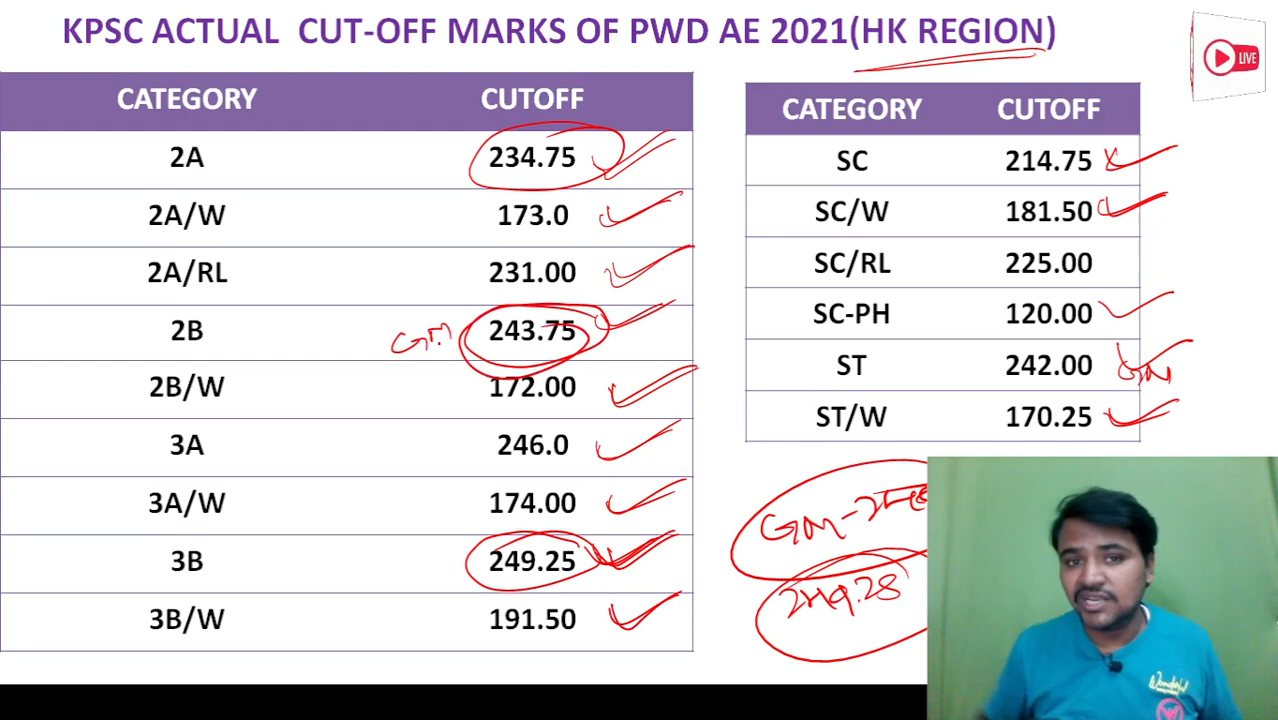 KPSC ACTUAL CUT-OFF MARKS OF PWD AE 2021(HK REGION)
LIVE
CATEGORY CUTOFF
2A 234.75
2A/W 173.0
2A/RL 231.00
2B G.M 243.75
2B/W 172.00
3A 246.0
3A/W 174.00
3B 249.25
3B/W 191.50
CATEGORY CUTOFF
SC 214.75
SC/W 181.50
SC/RL 225.00
SC-PH 120.00
ST 242.00 GM
ST/W 170.25
GM-
249.28